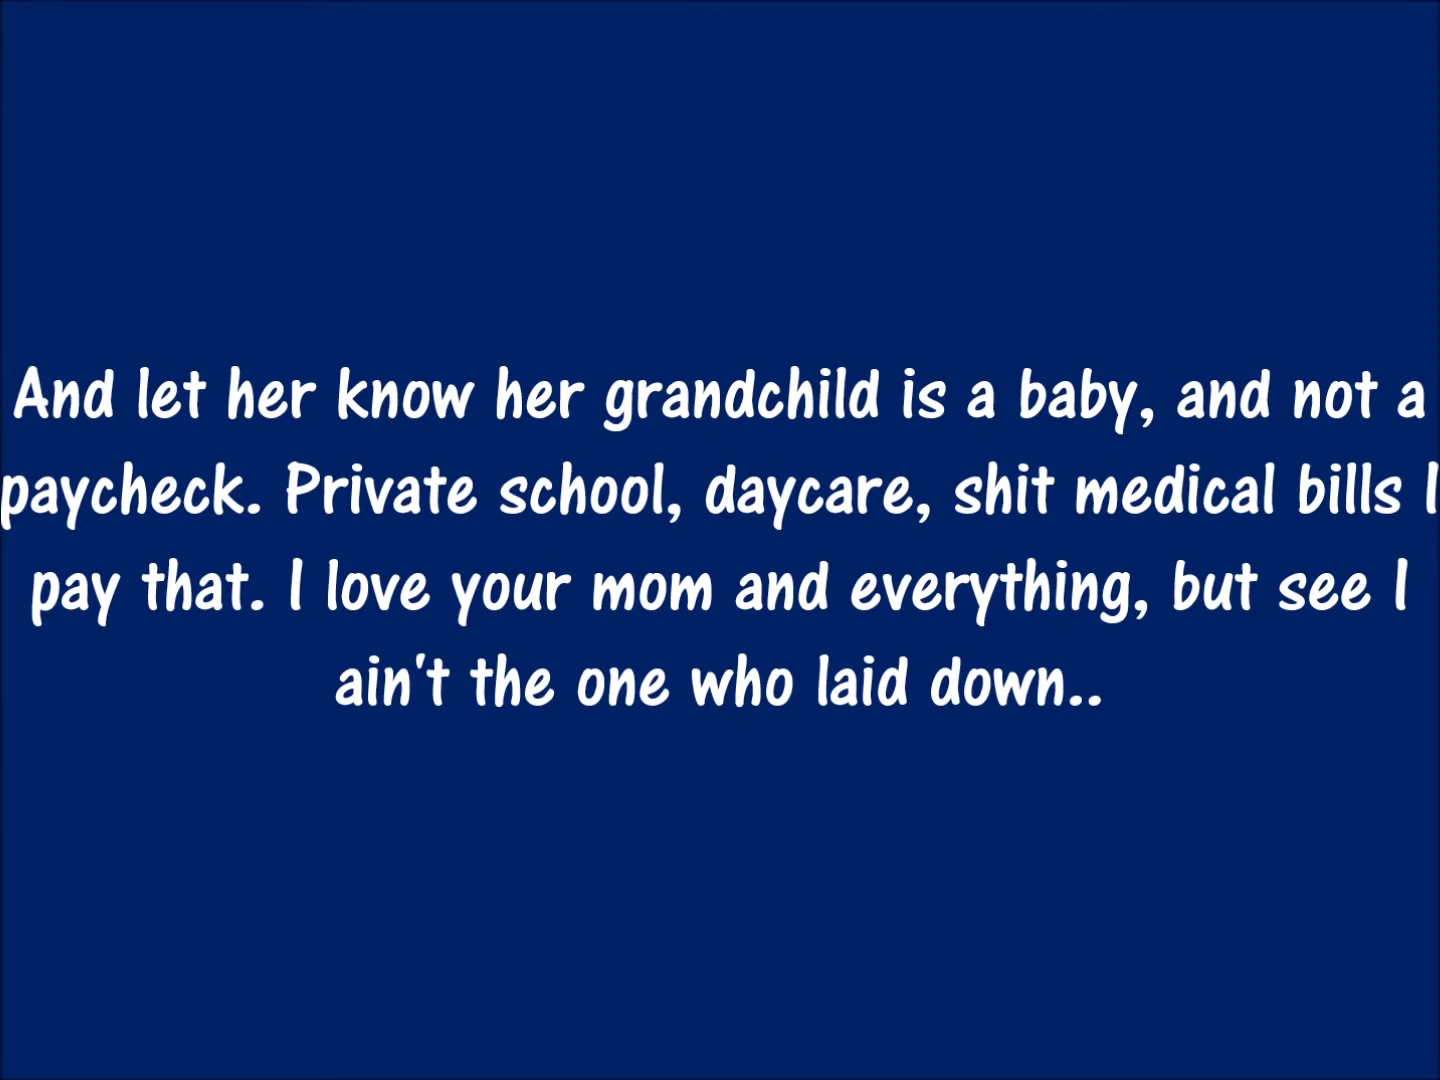 And let her know her grandchild is a baby, and not a
paycheck. Private school, daycare, shit medical bills I
pay that. I love your mom and everything, but see I
ain't the one who laid down..